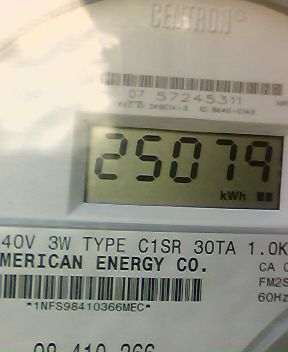 CENTRON®
07 57245311
25079
kWh
40V 3W TYPE C1SR 30TA 1.0K
MERICAN ENERGY CO.
CA 0
FM2S
60Hz
*1NFS98410366MEC*